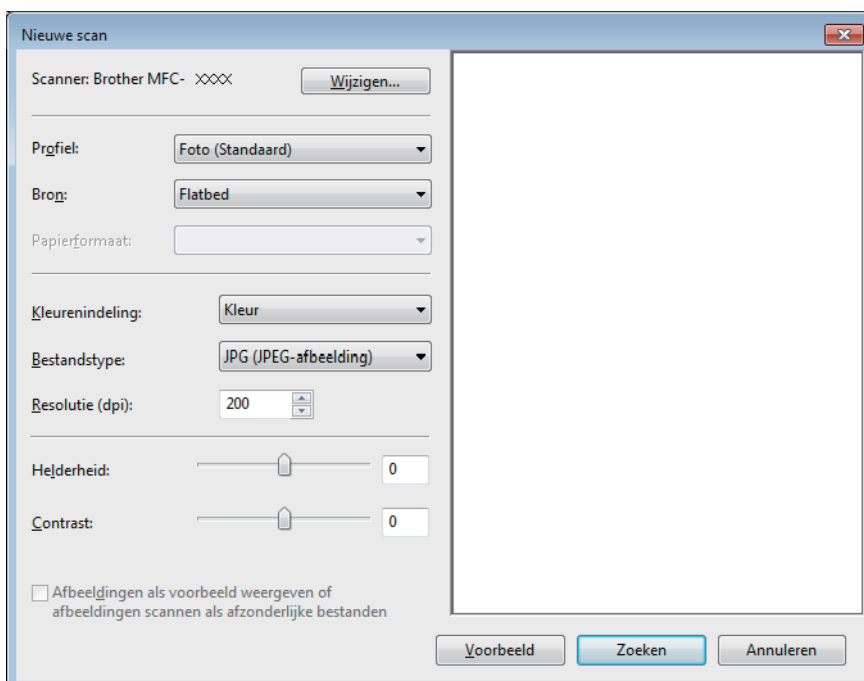 Nieuwe scan
Scanner: Brother MFC- XXXX
Wijzigen...
Profiel:
Foto (Standaard)
Bron:
Flatbed
Papierformaat:
Kleurenindeling:
Kleur
Bestandstype:
JPG (JPEG-afbeelding)
Resolutie (dpi):
200
Helderheid:
0
Contrast:
0
Afbeeldingen als voorbeeld weergeven of
afbeeldingen scannen als afzonderlijke bestanden
Voorbeeld
Zoeken
Annuleren